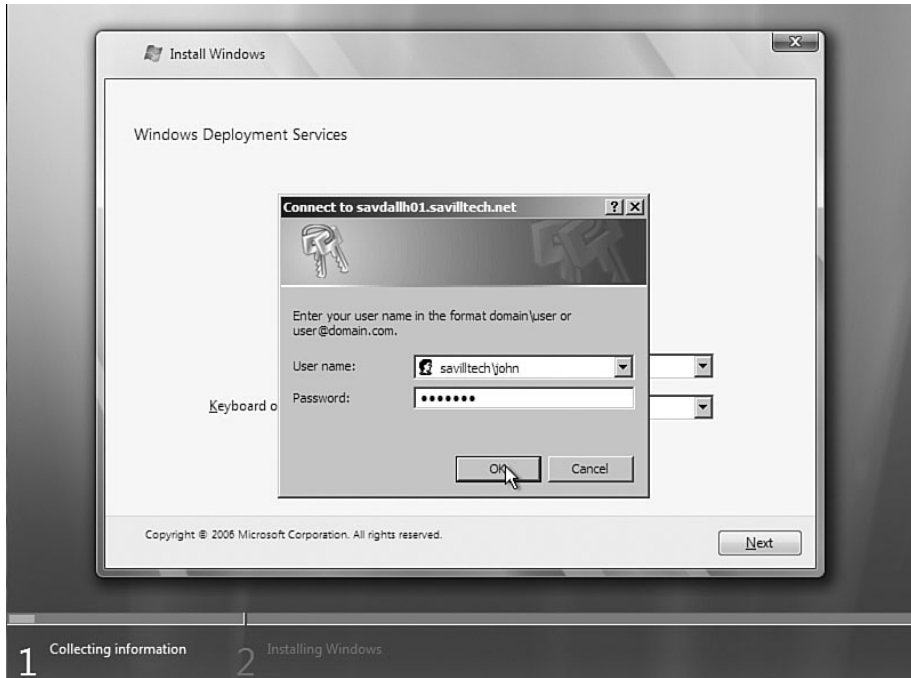 Install Windows
Windows Deployment Services
Connect to savdallh01.savilltech.net
Enter your user name in the format domain\user or
user@domain.com.
User name: savilltech\john
Password: •••••••
Keyboard o
OK Cancel
Copyright © 2006 Microsoft Corporation. All rights reserved.
Next
1 Collecting information 2 Installing Windows